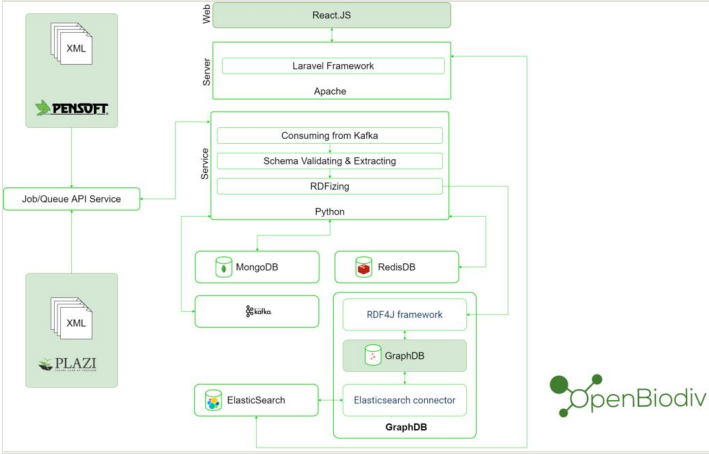 Web
React.JS
XML
PENSOFT.
Server
Laravel Framework
Apache
Service
Consuming from Kafka
Schema Validating & Extracting
RDFizing
Python
Job/Queue API Service
MongoDB
RedisDB
XML
PLAZI
kafka.
RDF4J framework
GraphDB
ElasticSearch
Elasticsearch connector
GraphDB
OpenBiodiv